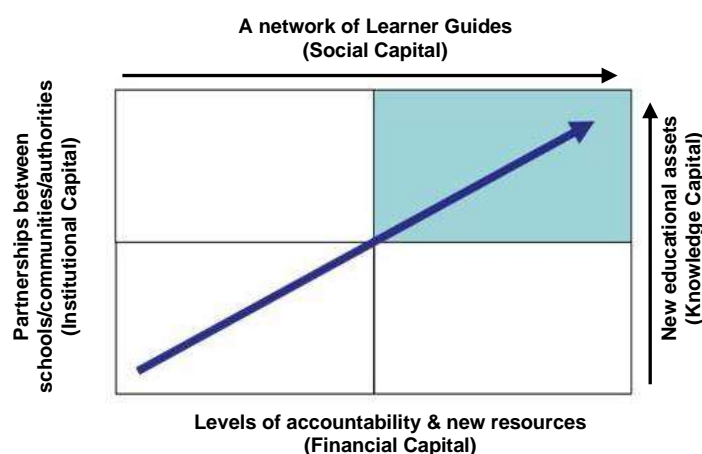 A network of Learner Guides
(Social Capital)
Partnerships between
schools/communities/authorities
(Institutional Capital)
New educational assets
(Knowledge Capital)
Levels of accountability & new resources
(Financial Capital)